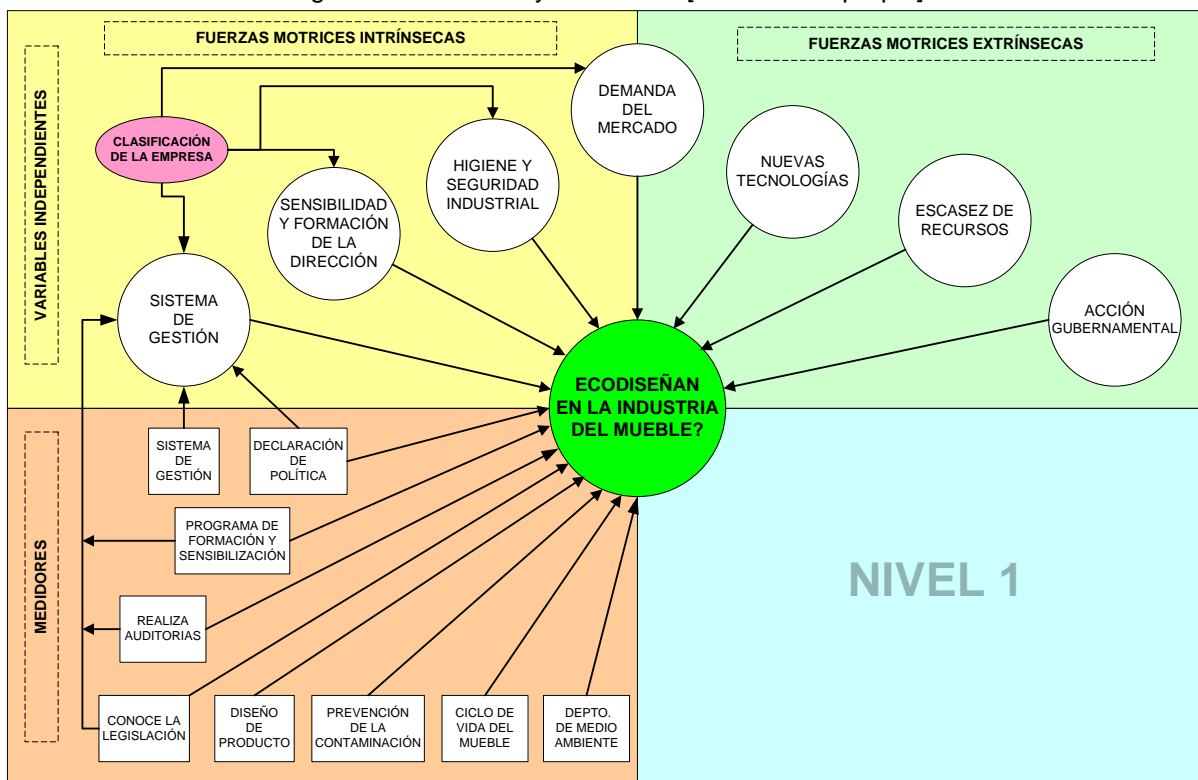 FUERZAS MOTRICES INTRÍNSECAS
FUERZAS MOTRICES EXTRÍNSECAS
VARIABLES INDEPENDIENTES
CLASIFICACIÓN
DE LA EMPRESA
DEMANDA
DEL
MERCADO
HIGIENE Y
SEGURIDAD
INDUSTRIAL
NUEVAS
TECNOLOGÍAS
SENSIBILIDAD
Y FORMACIÓN
DE LA
DIRECCIÓN
ESCASEZ DE
RECURSOS
SISTEMA
DE
GESTIÓN
ACCIÓN
GUBERNAMENTAL
ECODISEÑAN
EN LA INDUSTRIA
DEL MUEBLE?
MEDIDORES
SISTEMA
DE
GESTIÓN
DECLARACIÓN
DE
POLÍTICA
PROGRAMA DE
FORMACIÓN Y
SENSIBILIZACIÓN
REALIZA
AUDITORIAS
CONOCE LA
LEGISLACIÓN
DISEÑO
DE
PRODUCTO
PREVENCIÓN
DE LA
CONTAMINACIÓN
CICLO DE
VIDA DEL
MUEBLE
DEPTO.
DE MEDIO
AMBIENTE
NIVEL 1